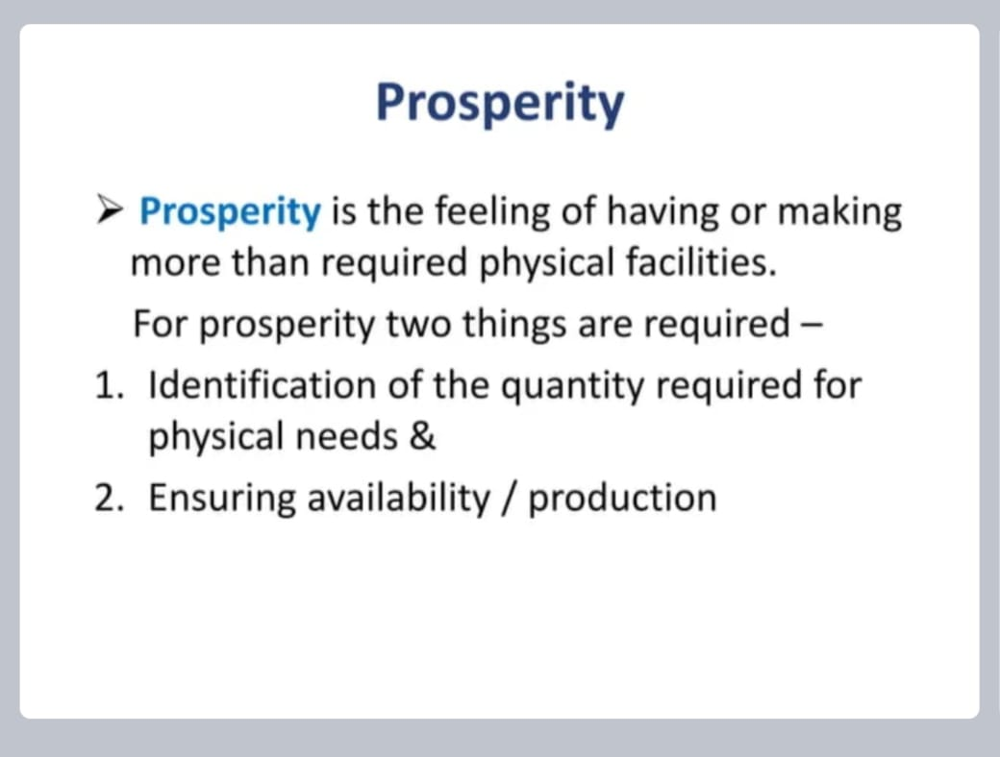 Prosperity
➢ Prosperity is the feeling of having or making
more than required physical facilities.
For prosperity two things are required –
1. Identification of the quantity required for
physical needs &
2. Ensuring availability / production